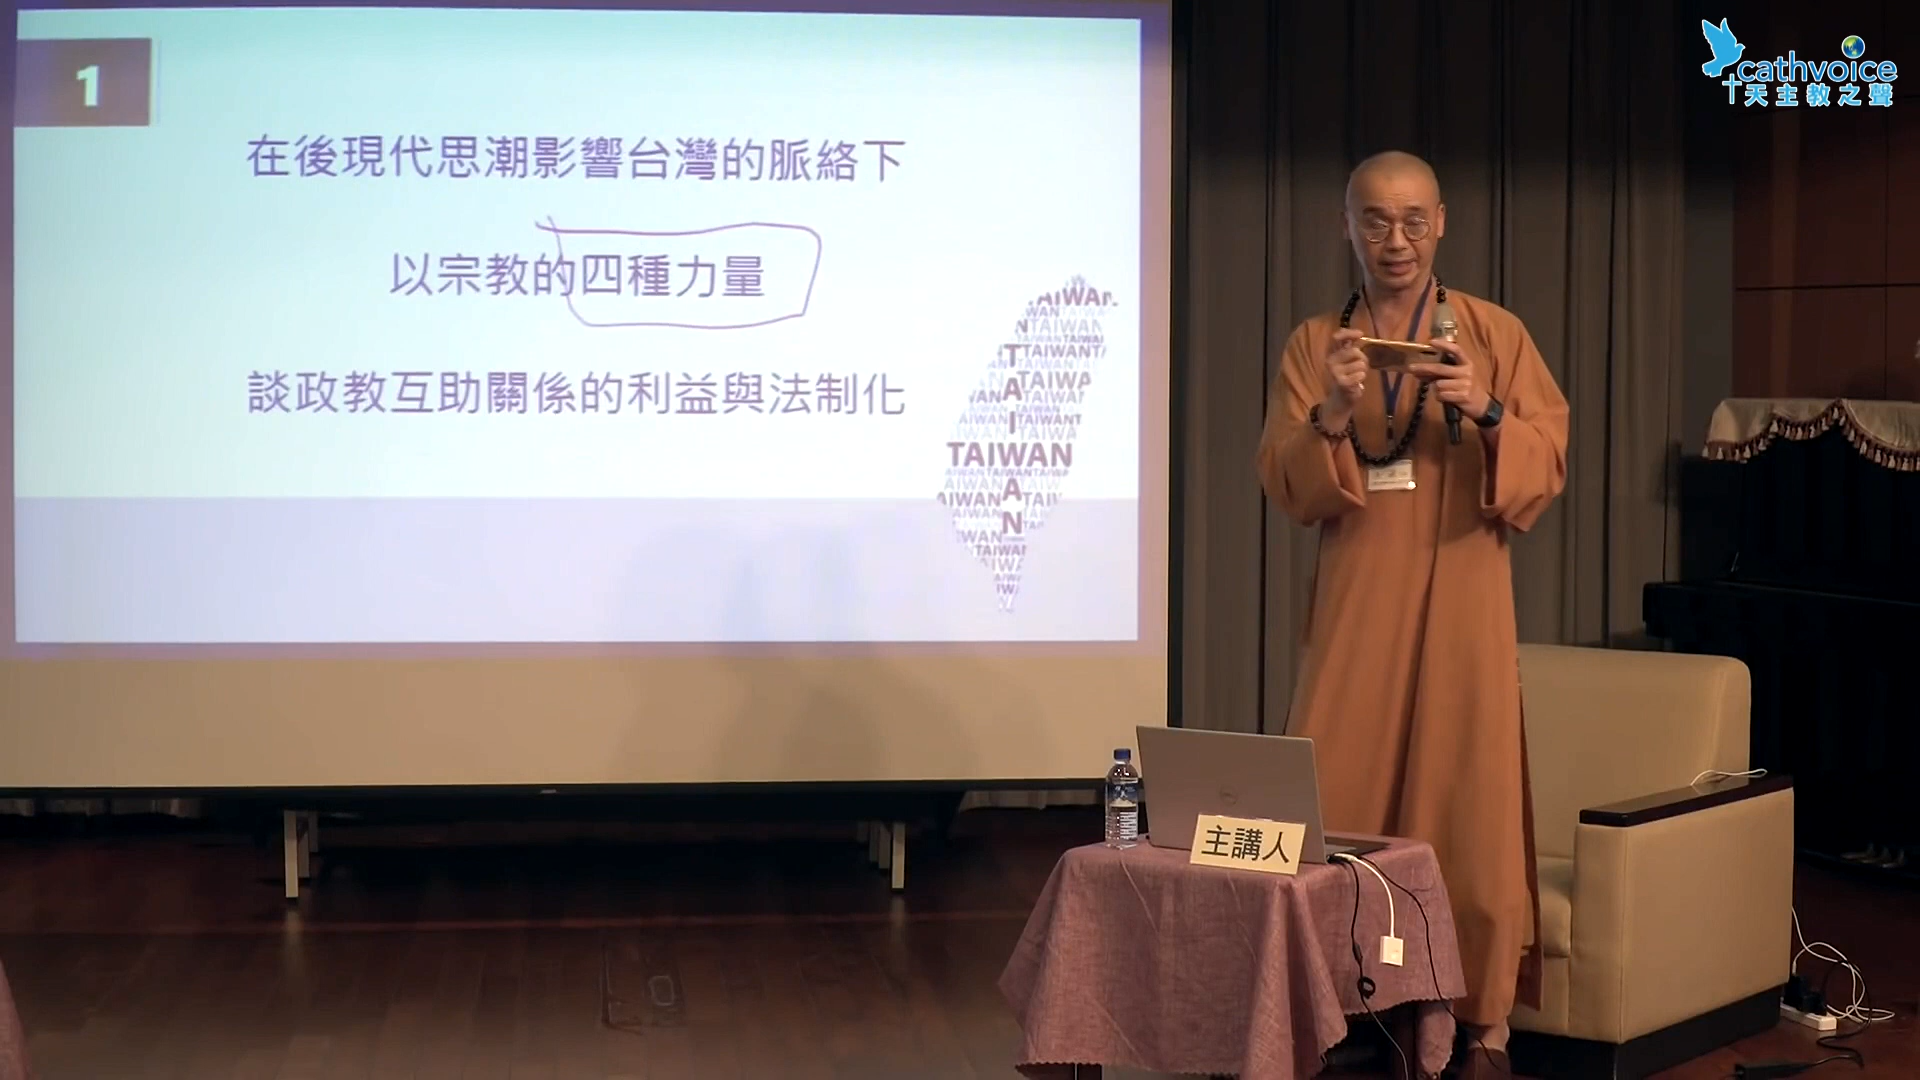 1
在後現代思潮影響台灣的脈絡下
以宗教的四種力量
談政教互助關係的利益與法制化
TAIWAN
TAIWAN
cathvoice
天主教之聲
主講人
DELL